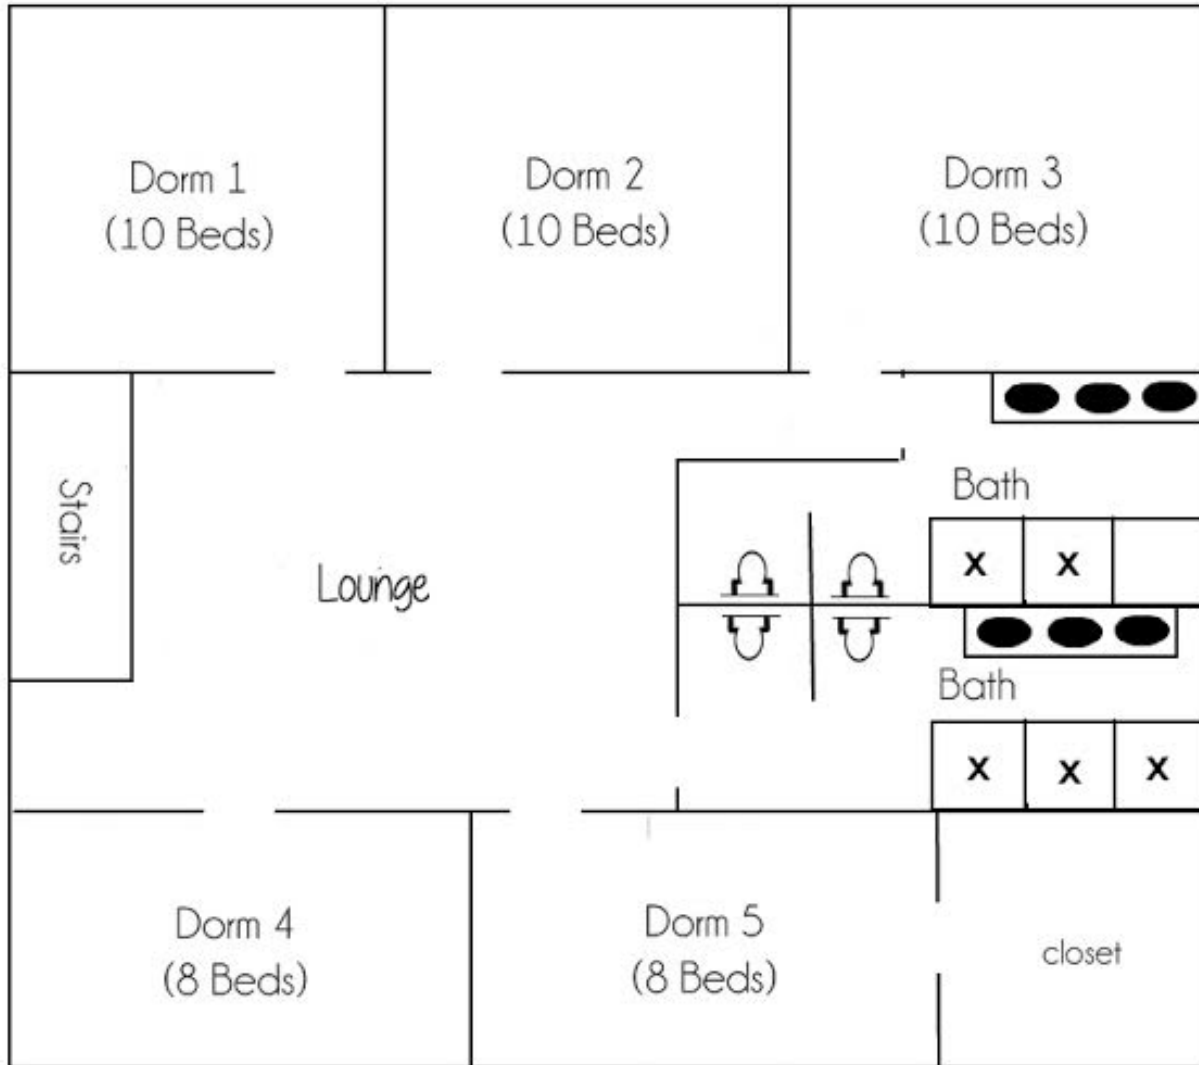 Dorm 1
(10 Beds)
Dorm 2
(10 Beds)
Dorm 3
(10 Beds)
Stairs
Lounge
Bath
X X
Bath
X X X
Dorm 4
(8 Beds)
Dorm 5
(8 Beds)
closet